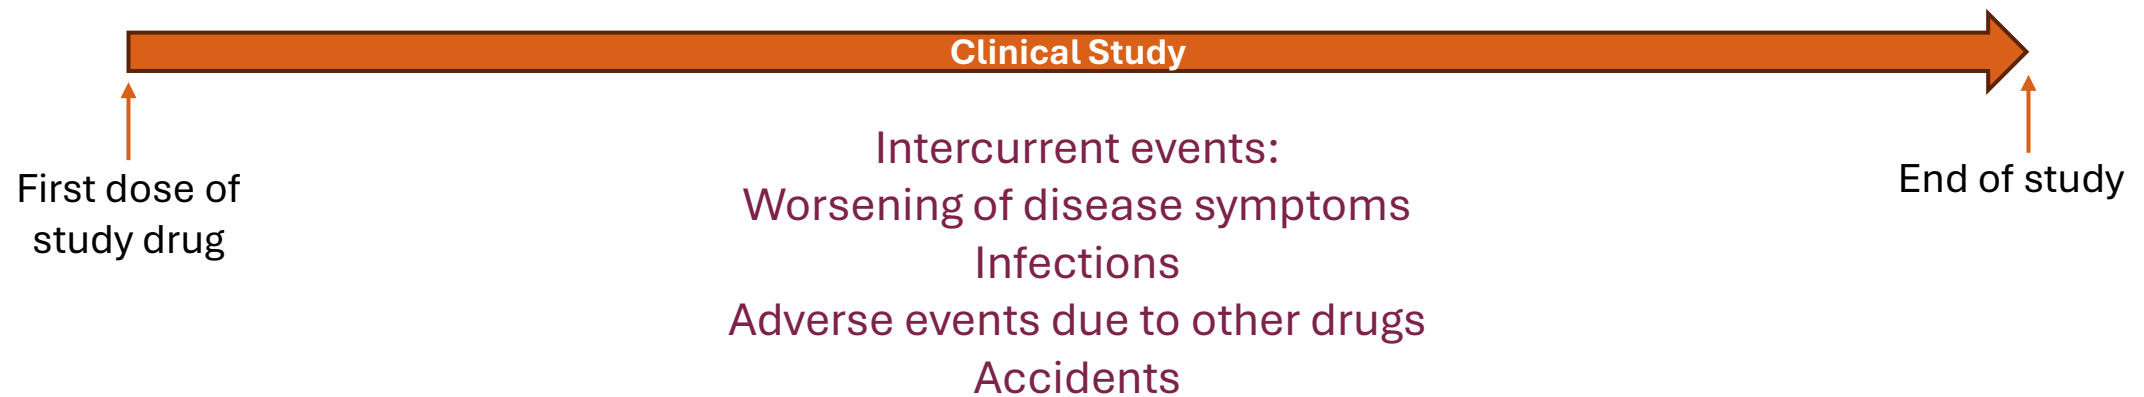 Clinical Study
First dose of
study drug
Intercurrent events:
Worsening of disease symptoms
Infections
Adverse events due to other drugs
Accidents
End of study